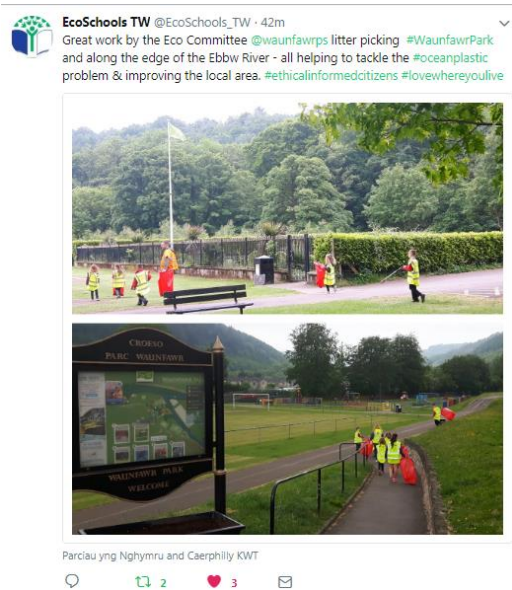 EcoSchools TW @EcoSchools_TW · 42m
Great work by the Eco Committee @waunfawrps litter picking #WaunfawrPark
and along the edge of the Ebbw River - all helping to tackle the #oceanplastic
problem & improving the local area. #ethicalinformedcitizens #lovewhereyoulive
CROESO
PARC WAUNFAWR
WAUNFAWR PARK
WELCOME
Parciau yng Nghymru and Caerphilly KWT
2
3